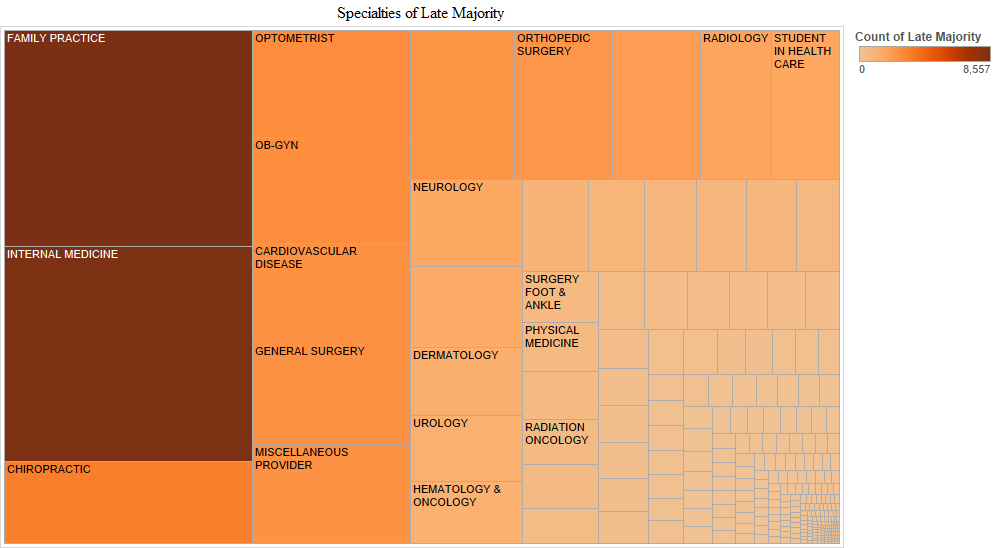 Specialties of Late Majority
FAMILY PRACTICE
INTERNAL MEDICINE
CHIROPRACTIC
OPTOMETRIST
OB-GYN
CARDIOVASCULAR
DISEASE
GENERAL SURGERY
MISCELLANEOUS
PROVIDER
NEUROLOGY
DERMATOLOGY
UROLOGY
HEMATOLOGY &
ONCOLOGY
ORTHOPEDIC
SURGERY
RADIOLOGY
STUDENT
IN HEALTH
CARE
SURGERY
FOOT &
ANKLE
PHYSICAL
MEDICINE
RADIATION
ONCOLOGY
Count of Late Majority
0 8,557